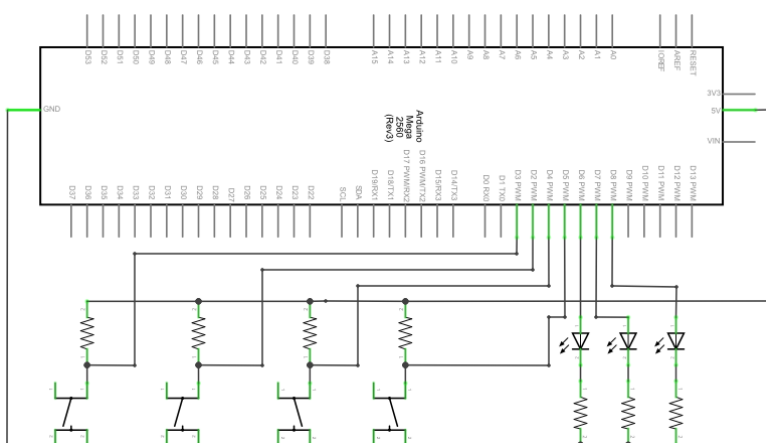 D53
D52
D51
D50
D49
D48
D47
D46
D45
D44
D43
D42
D41
D40
D39
D38
A15
A14
A13
A12
A11
A10
A9
A8
A7
A6
A5
A4
A3
A2
A1
A0
IOREF
AREF
RESET
GND
3V3
5V
VIN
Arduino
Mega
2560
(Rev3)
D37
D36
D35
D34
D33
D32
D31
D30
D29
D28
D27
D26
D25
D24
D23
D22
SCL
SDA
D19/RX1
D18/TX1
D17 PWM/RX2
D16 PWM/TX2
D15/RX3
D14/TX3
D0 RX0
D1 TX0
D3 PWM
D2 PWM
D4 PWM
D5 PWM
D6 PWM
D7 PWM
D8 PWM
D9 PWM
D10 PWM
D11 PWM
D12 PWM
D13 PWM